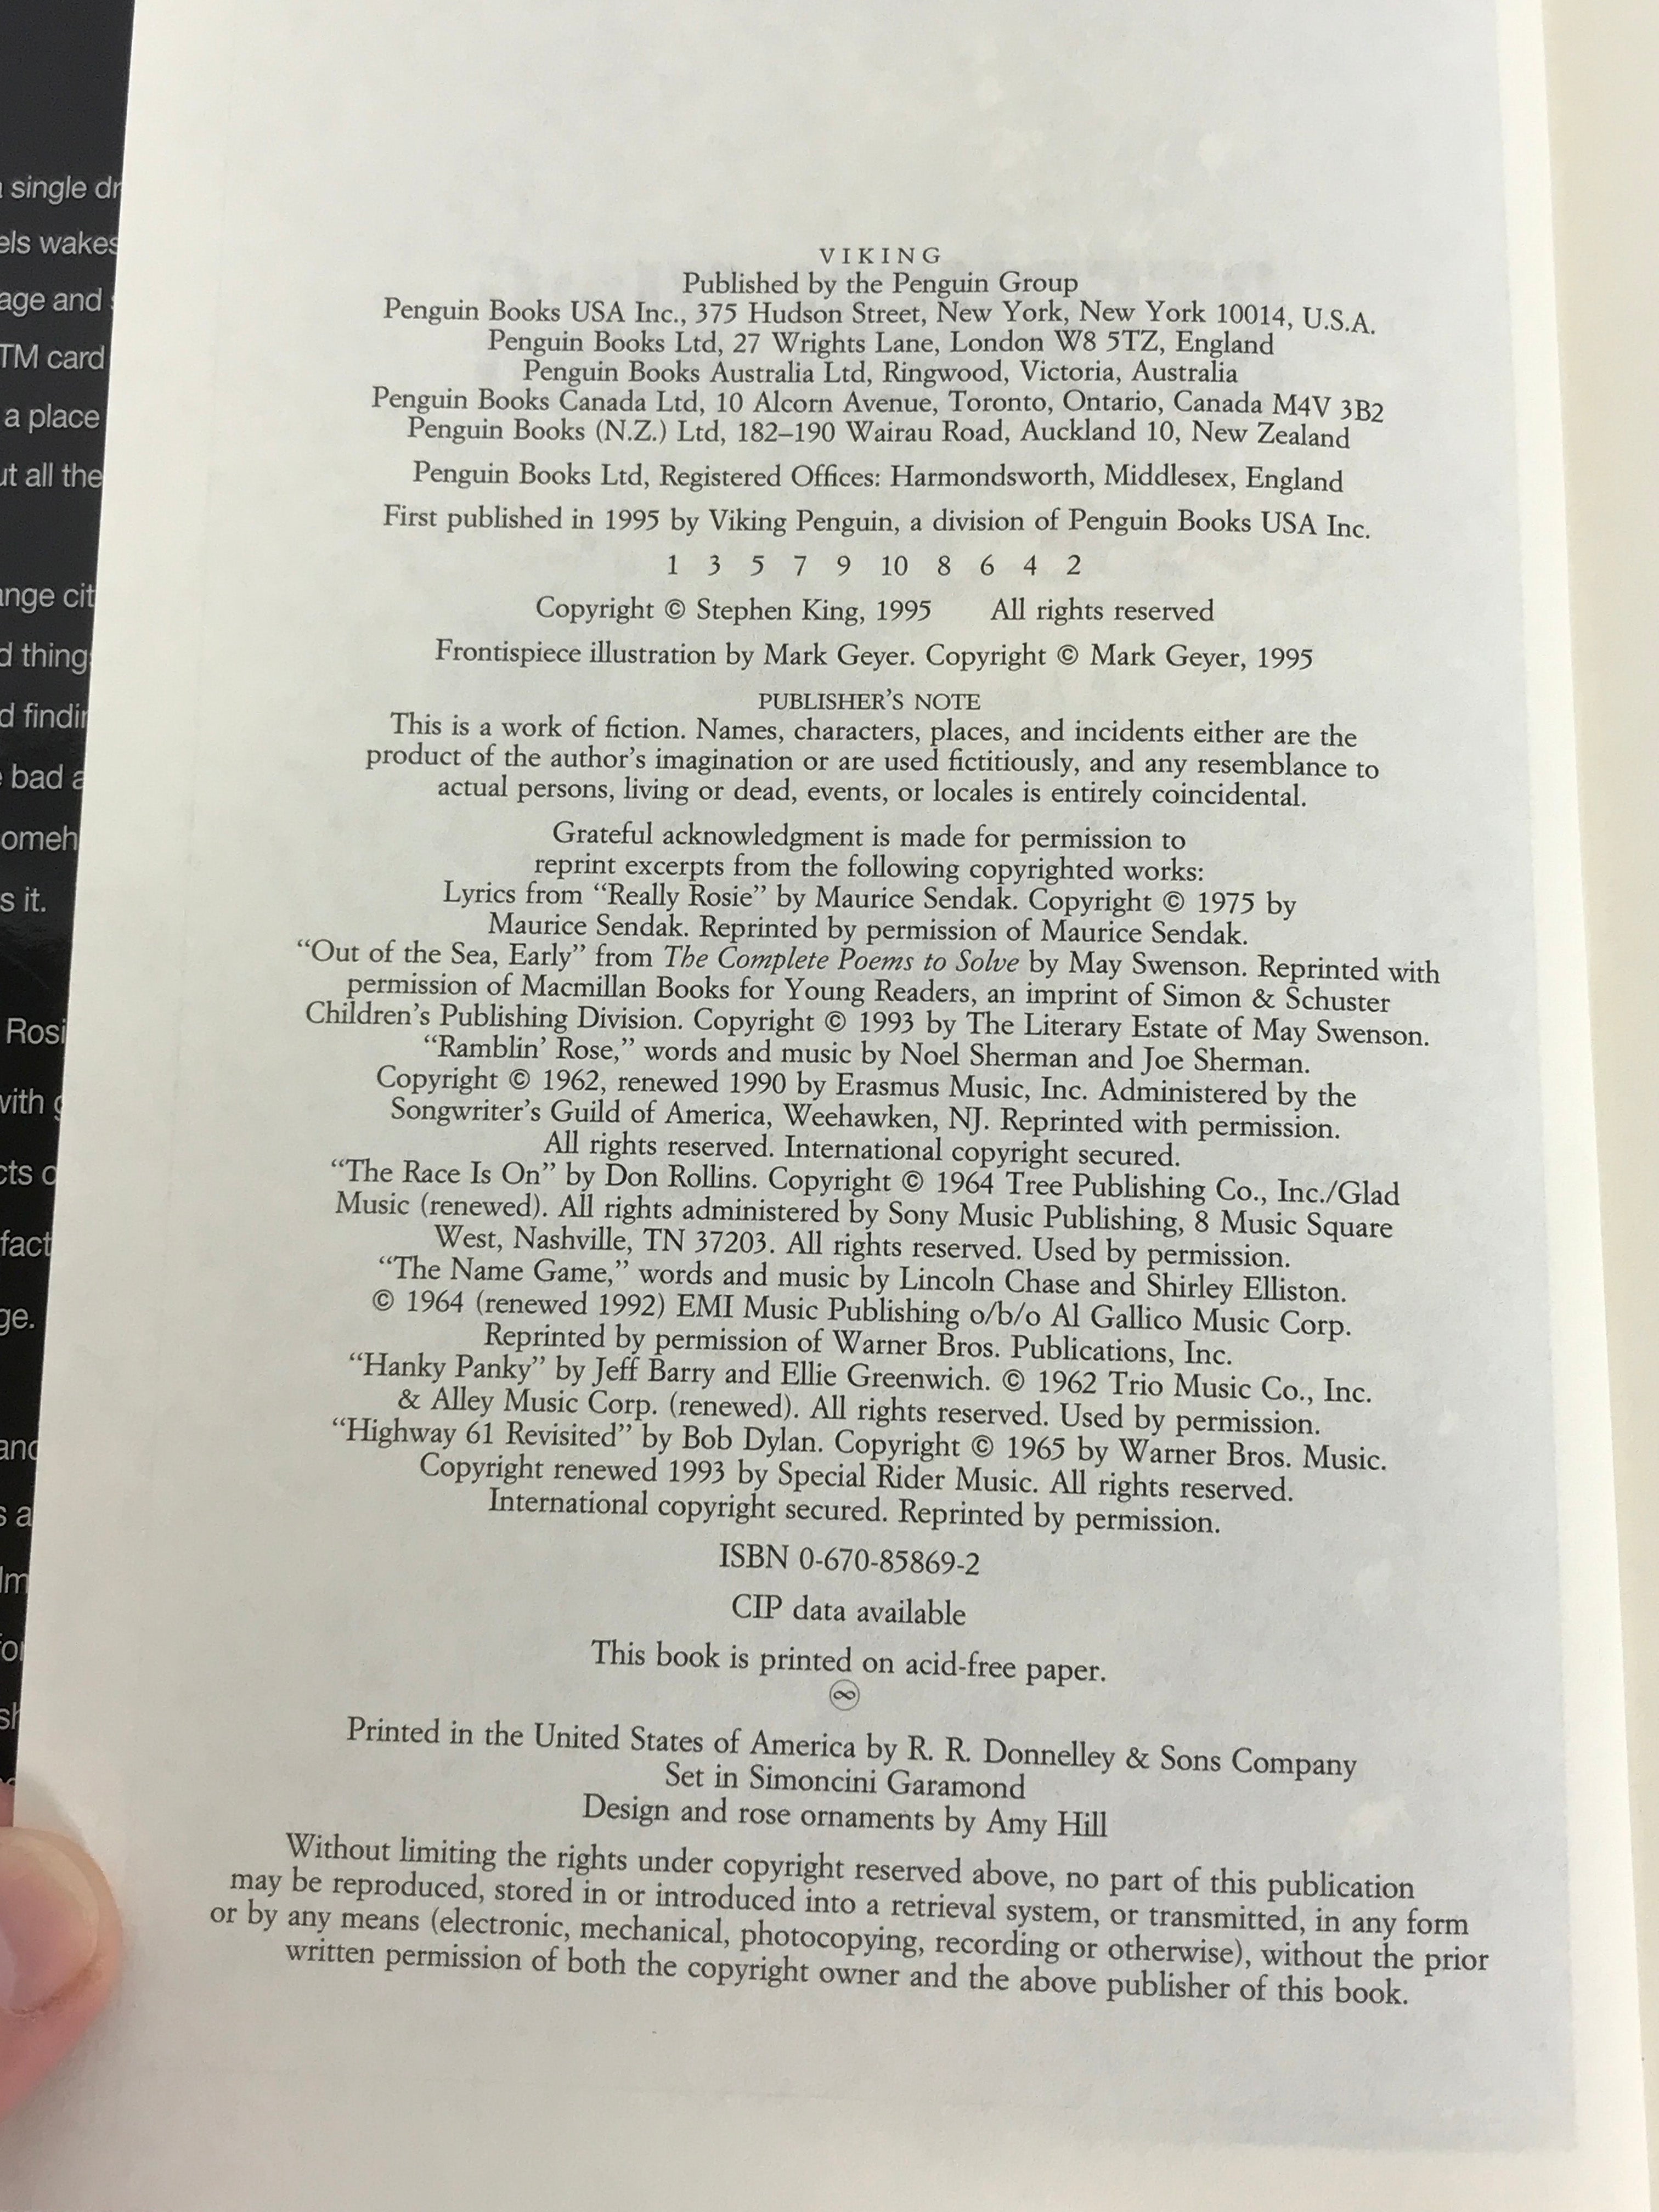 single
wakes
age and
TM card
a place
ut all the
thing
bad
s it.
with
fact
VIKING
Published by the Penguin Group
Penguin Books USA Inc., 375 Hudson Street, New York, New York 10014, U.S.A.
Penguin Books Ltd, 27 Wrights Lane, London W8 5TZ, England
Penguin Books Australia Ltd, Ringwood, Victoria, Australia
Penguin Books Canada Ltd, 10 Alcorn Avenue, Toronto, Ontario, Canada M4V 3B2
Penguin Books (N.Z.) Ltd, 182–190 Wairau Road, Auckland 10, New Zealand
Penguin Books Ltd, Registered Offices: Harmondsworth, Middlesex, England
First published in 1995 by Viking Penguin, a division of Penguin Books USA Inc.
1 3 5 7 9 10 8 6 4 2
Copyright © Stephen King, 1995 All rights reserved
Frontispiece illustration by Mark Geyer. Copyright © Mark Geyer, 1995
PUBLISHER'S NOTE
This is a work of fiction. Names, characters, places, and incidents either are the
product of the author's imagination or are used fictitiously, and any resemblance to
actual persons, living or dead, events, or locales is entirely coincidental.
Grateful acknowledgment is made for permission to
reprint excerpts from the following copyrighted works:
Lyrics from “Really Rosie” by Maurice Sendak. Copyright © 1975 by
Maurice Sendak. Reprinted by permission of Maurice Sendak.
“Out of the Sea, Early” from The Complete Poems to Solve by May Swenson. Reprinted with
permission of Macmillan Books for Young Readers, an imprint of Simon & Schuster
Children's Publishing Division. Copyright © 1993 by The Literary Estate of May Swenson.
“Ramblin' Rose,” words and music by Noel Sherman and Joe Sherman.
Copyright © 1962, renewed 1990 by Erasmus Music, Inc. Administered by the
Songwriter's Guild of America, Weehawken, NJ. Reprinted with permission.
All rights reserved. International copyright secured.
“The Race Is On” by Don Rollins. Copyright © 1964 Tree Publishing Co., Inc./Glad
Music (renewed). All rights administered by Sony Music Publishing, 8 Music Square
West, Nashville, TN 37203. All rights reserved. Used by permission.
“The Name Game,” words and music by Lincoln Chase and Shirley Elliston.
© 1964 (renewed 1992) EMI Music Publishing o/b/o Al Gallico Music Corp.
Reprinted by permission of Warner Bros. Publications, Inc.
“Hanky Panky” by Jeff Barry and Ellie Greenwich. © 1962 Trio Music Co., Inc.
& Alley Music Corp. (renewed). All rights reserved. Used by permission.
“Highway 61 Revisited” by Bob Dylan. Copyright © 1965 by Warner Bros. Music.
Copyright renewed 1993 by Special Rider Music. All rights reserved.
International copyright secured. Reprinted by permission.
ISBN 0-670-85869-2
CIP data available
This book is printed on acid-free paper.
∞
Printed in the United States of America by R. R. Donnelley & Sons Company
Set in Simoncini Garamond
Design and rose ornaments by Amy Hill
Without limiting the rights under copyright reserved above, no part of this publication
may be reproduced, stored in or introduced into a retrieval system, or transmitted, in any form
or by any means (electronic, mechanical, photocopying, recording or otherwise), without the prior
written permission of both the copyright owner and the above publisher of this book.